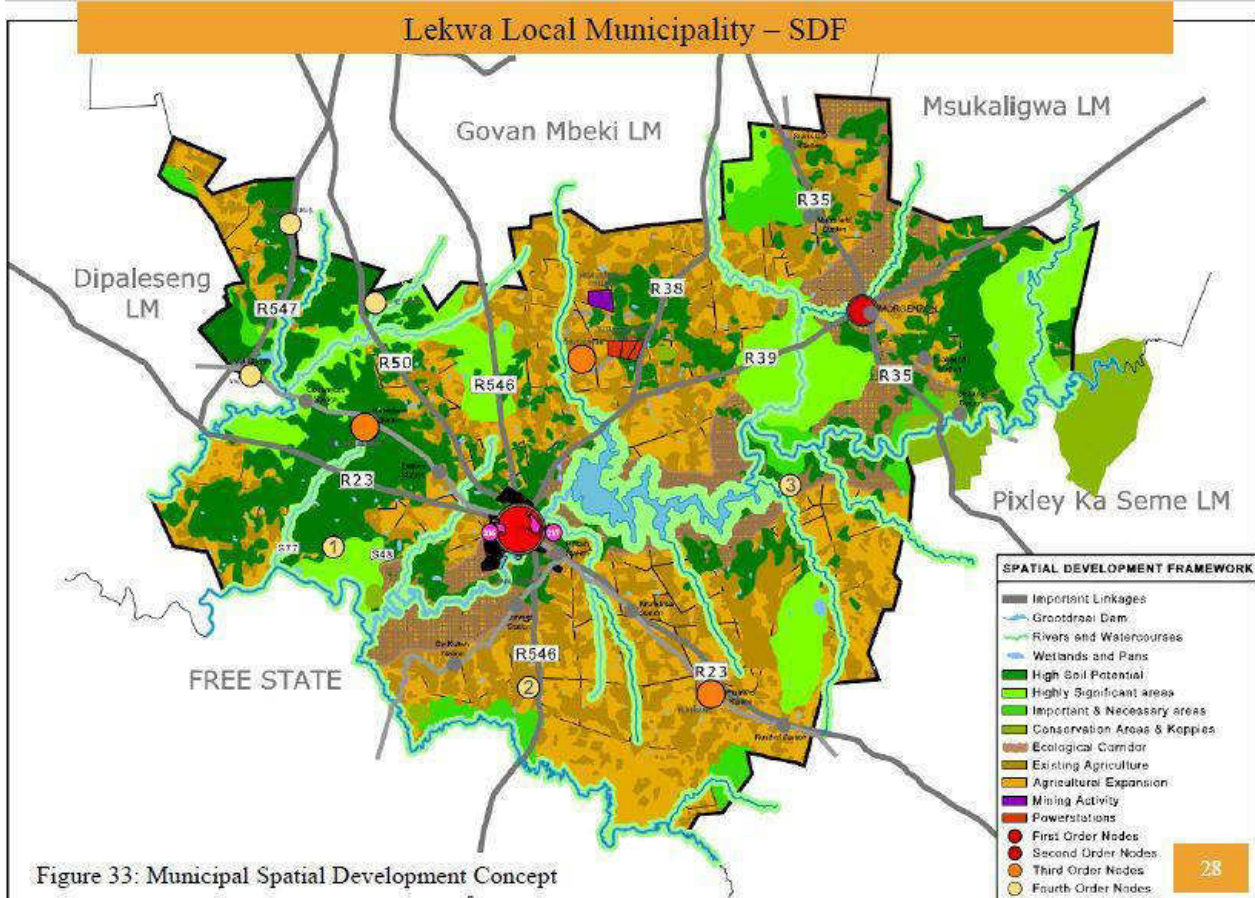 Lekwa Local Municipality – SDF
Govan Mbeki LM
Msukaligwa LM
Dipaleseng
LM
R35
R547
R38
R50
R39
R546
R35
MORGENZON
R23
3
1
S77
S48
Pixley Ka Seme LM
FREE STATE
R546
R23
2
SPATIAL DEVELOPMENT FRAMEWORK
Important Linkages
Grootdraai Dam
Rivers and Watercourses
Wetlands and Pans
High Soil Potential
Highly Significant areas
Important & Necessary areas
Conservation Areas & Koppies
Ecological Corridor
Existing Agriculture
Agricultural Expansion
Mining Activity
Powerstations
First Order Nodes
Second Order Nodes
Third Order Nodes
Fourth Order Nodes
Figure 33: Municipal Spatial Development Concept
28